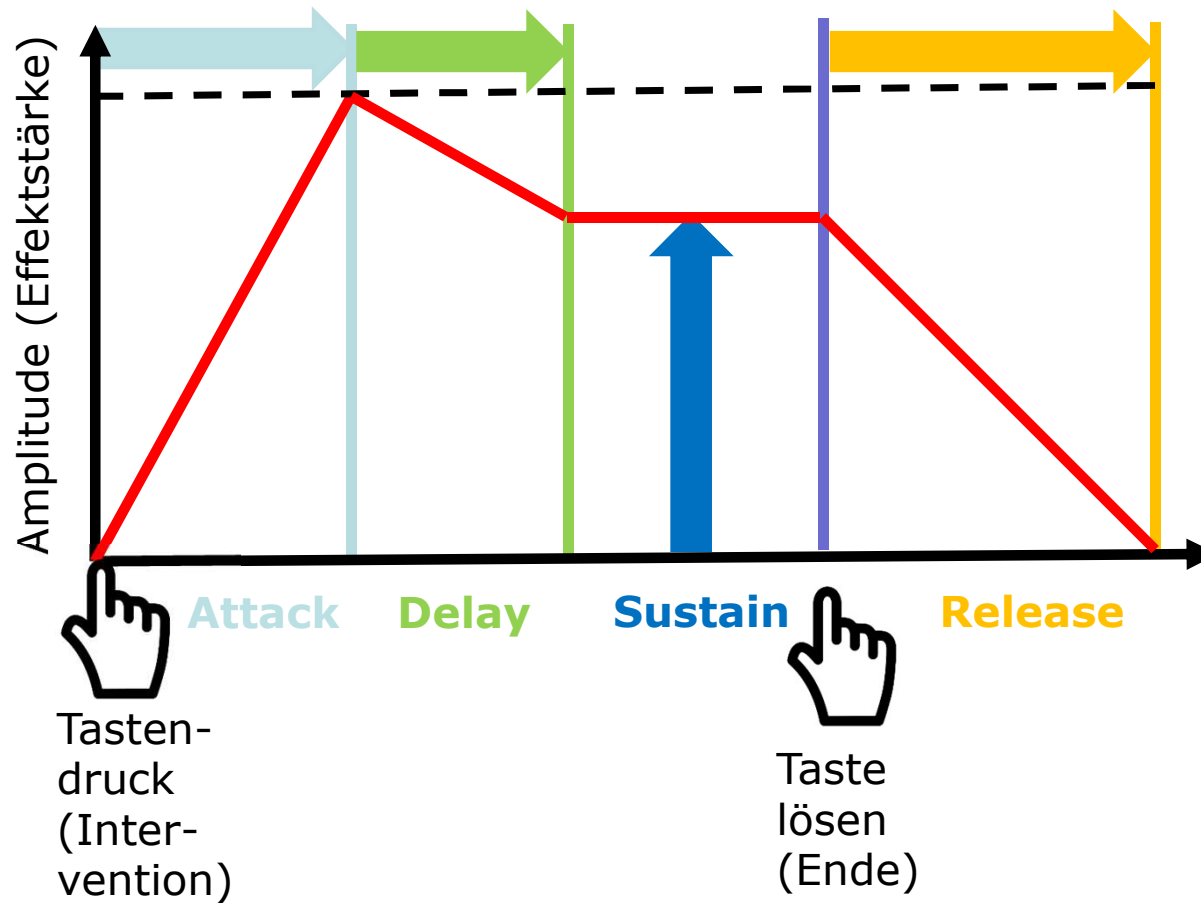 Amplitude (Effektstärke)
Attack
Delay
Sustain
Release
Tasten-
druck
(Inter-
vention)
Taste
lösen
(Ende)